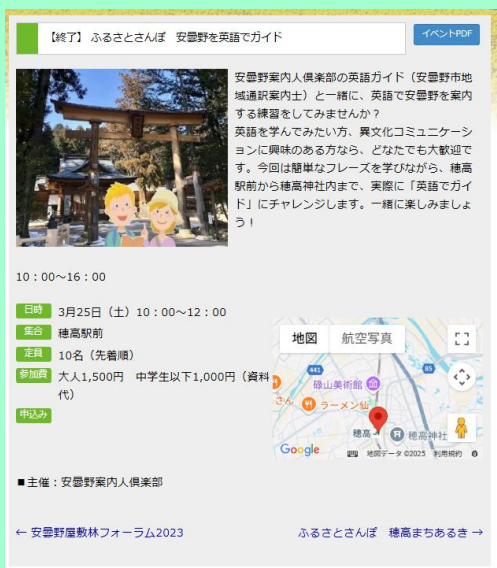 【終了】 ふるさとさんぽ　安曇野を英語でガイド
イベントPDF
安曇野案内人倶楽部の英語ガイド（安曇野市地
域通訳案内士）と一緒に、英語で安曇野を案内
する練習をしてみませんか？
英語を学んでみたい方、異文化コミュニケーシ
ョンに興味のある方なら、どなたでも大歓迎で
す。今回は簡単なフレーズを学びながら、穂高
駅前から穂高神社内まで、実際に「英語でガイ
ド」にチャレンジします。一緒に楽しみましょ
う！
10：00～16：00
日時 3月25日（土）10：00～12：00
集合 穂高駅前
定員 10名（先着順）
参加費 大人1,500円　中学生以下1,000円（資料
代）
申込み
地図 航空写真
441
85
碌山美術館
さん
ラーメン仙
穂高
穂高神社
Google
地図データ ©2025 利用規約
■主催：安曇野案内人倶楽部
← 安曇野屋敷林フォーラム2023
ふるさとさんぽ　穂高まちあるき →